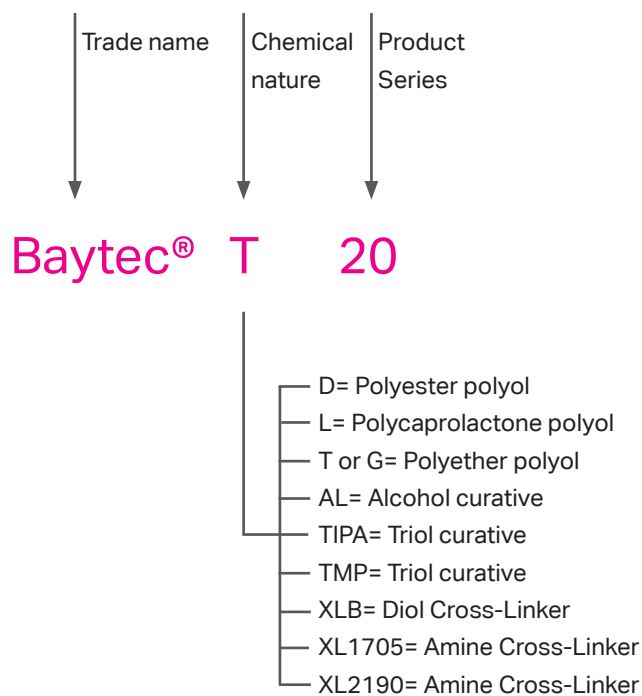 Trade name
Chemical
nature
Product
Series
Baytec® T 20
D= Polyester polyol
L= Polycaprolactone polyol
T or G= Polyether polyol
AL= Alcohol curative
TIPA= Triol curative
TMP= Triol curative
XLB= Diol Cross-Linker
XL1705= Amine Cross-Linker
XL2190= Amine Cross-Linker